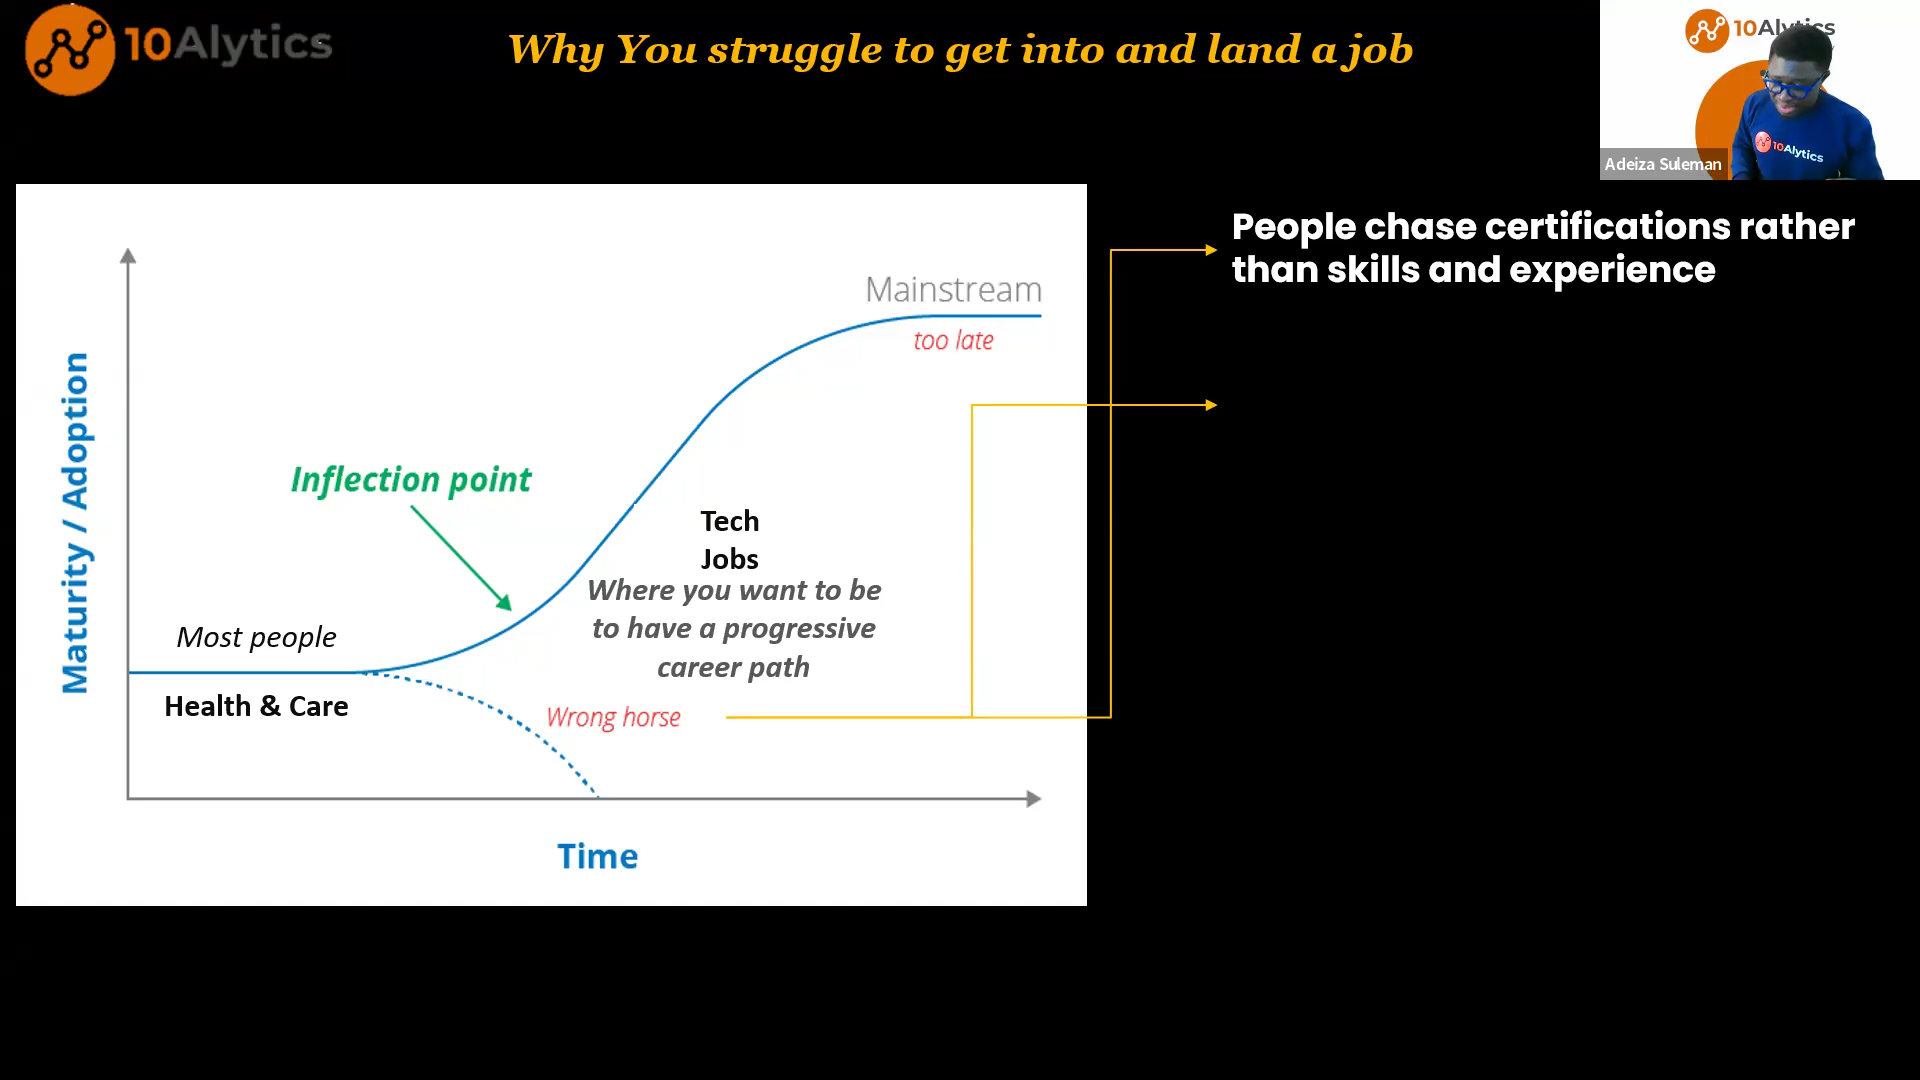 10Alytics
Why You struggle to get into and land a job
10Alytics
10Alytics
Adeiza Suleman
People chase certifications rather
than skills and experience
Mainstream
too late
Maturity / Adoption
Inflection point
Tech
Jobs
Where you want to be
to have a progressive
career path
Most people
Health & Care
Wrong horse
Time